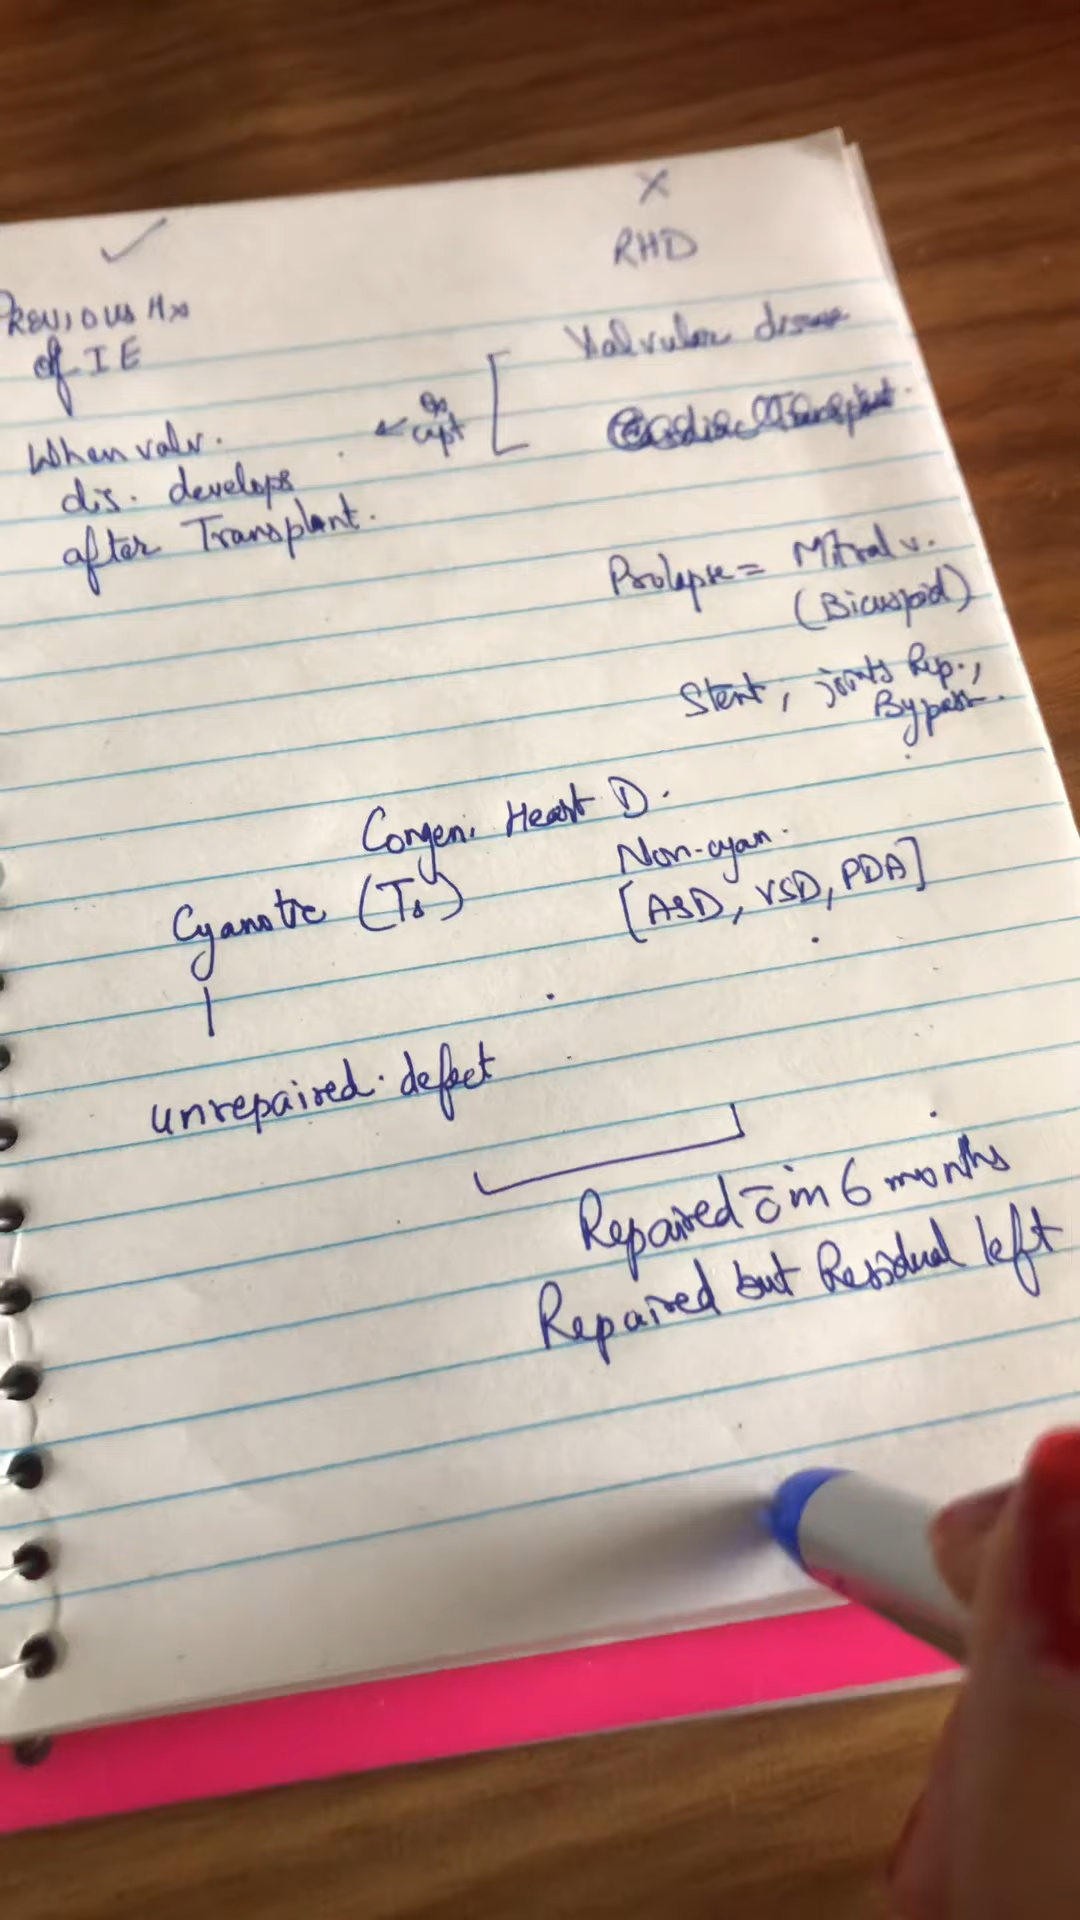 ✓
Previous Hx
of IE
When valv.
dis. develops
after Transplant.
X
RHD
Valvular disease
Cardiac Transplant.
Prolapse = Mitral v.
(Bicuspid)
Stent, joints Rep.,
Bypass.
Congen. Heart D.
Cyanotic (Ts)
Non-cyan.
[ASD, VSD, PDA]
unrepaired. defect
Repaired in 6 months
Repaired but Residual left